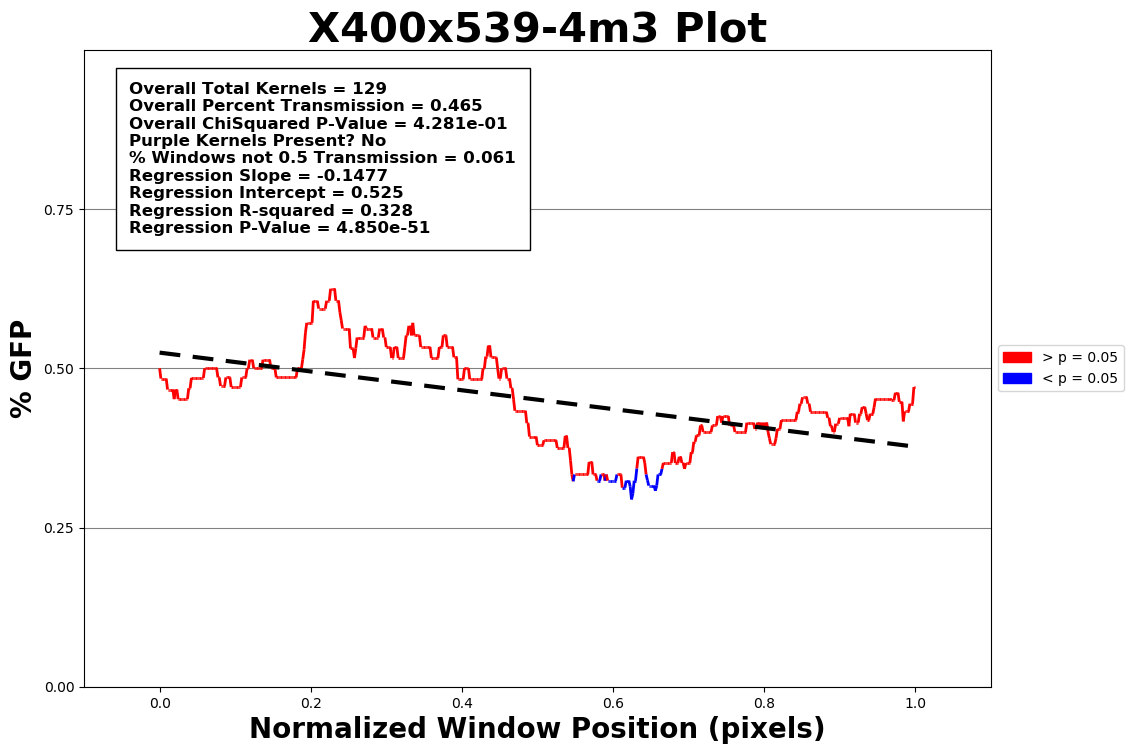 X400x539-4m3 Plot
Overall Total Kernels = 129
Overall Percent Transmission = 0.465
Overall ChiSquared P-Value = 4.281e-01
Purple Kernels Present? No
% Windows not 0.5 Transmission = 0.061
Regression Slope = -0.1477
Regression Intercept = 0.525
Regression R-squared = 0.328
Regression P-Value = 4.850e-51
% GFP
0.75
0.50
0.25
0.00
> p = 0.05
< p = 0.05
0.0 0.2 0.4 0.6 0.8 1.0
Normalized Window Position (pixels)